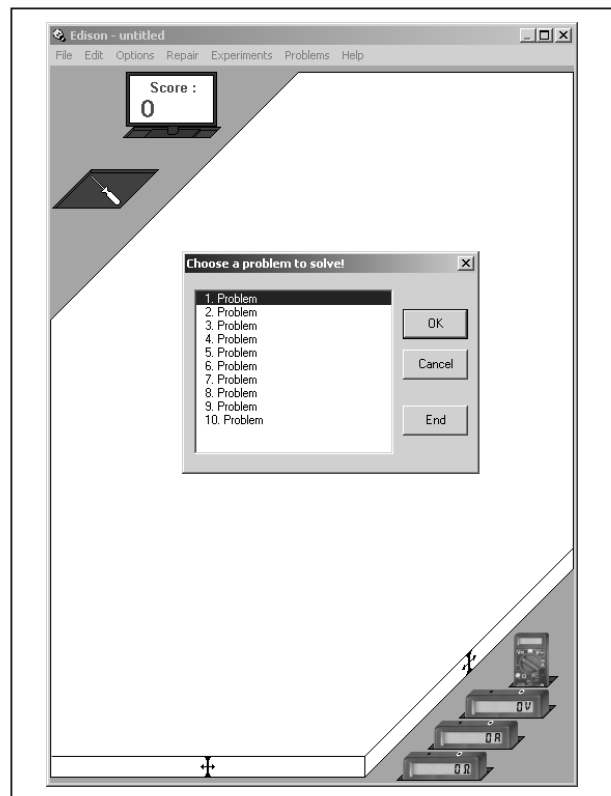 Edison - untitled
File Edit Options Repair Experiments Problems Help
Score :
0
Choose a problem to solve!
1. Problem
2. Problem
3. Problem
4. Problem
5. Problem
6. Problem
7. Problem
8. Problem
9. Problem
10. Problem
OK
Cancel
End
0V
0A
0Ω